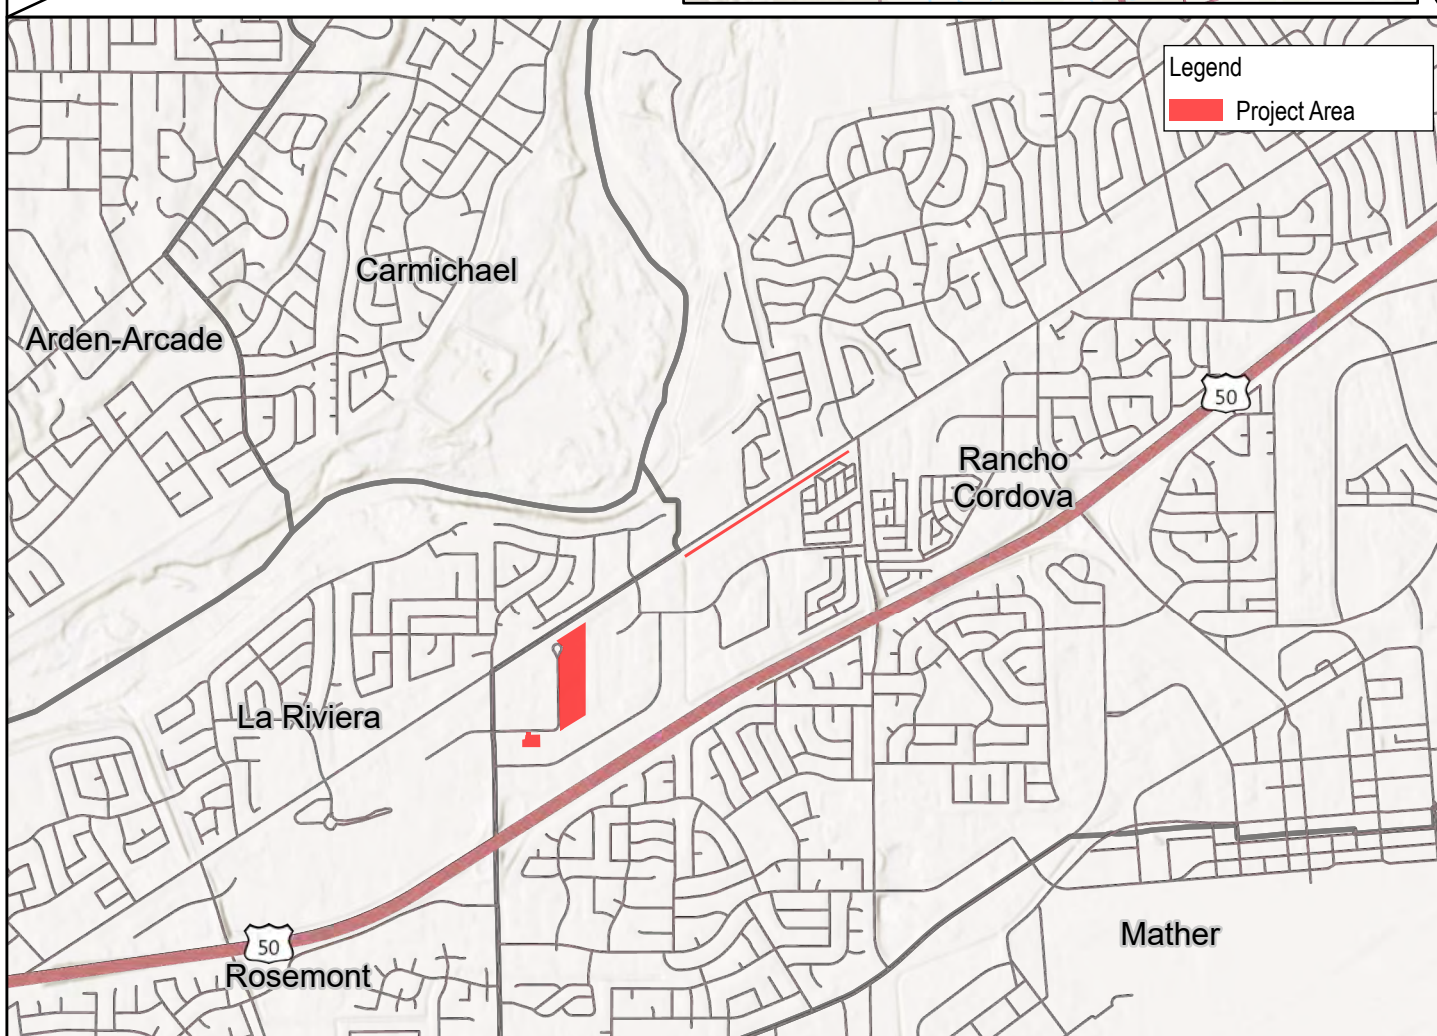 Legend
Project Area
Carmichael
Arden-Arcade
50
Rancho
Cordova
La Riviera
Mather
50
Rosemont